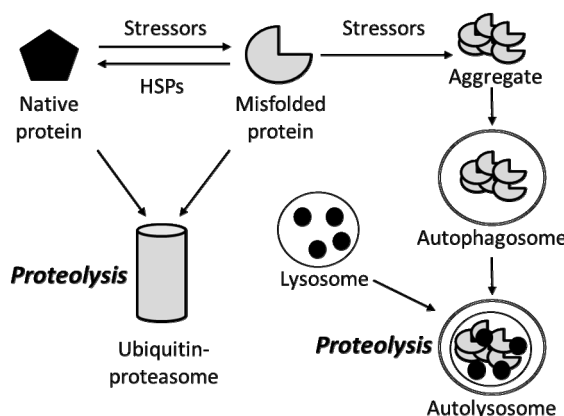 Stressors
Stressors
HSPs
Aggregate
Native
protein
Misfolded
protein
Autophagosome
Lysosome
Proteolysis
Proteolysis
Ubiquitin-
proteasome
Autolysosome